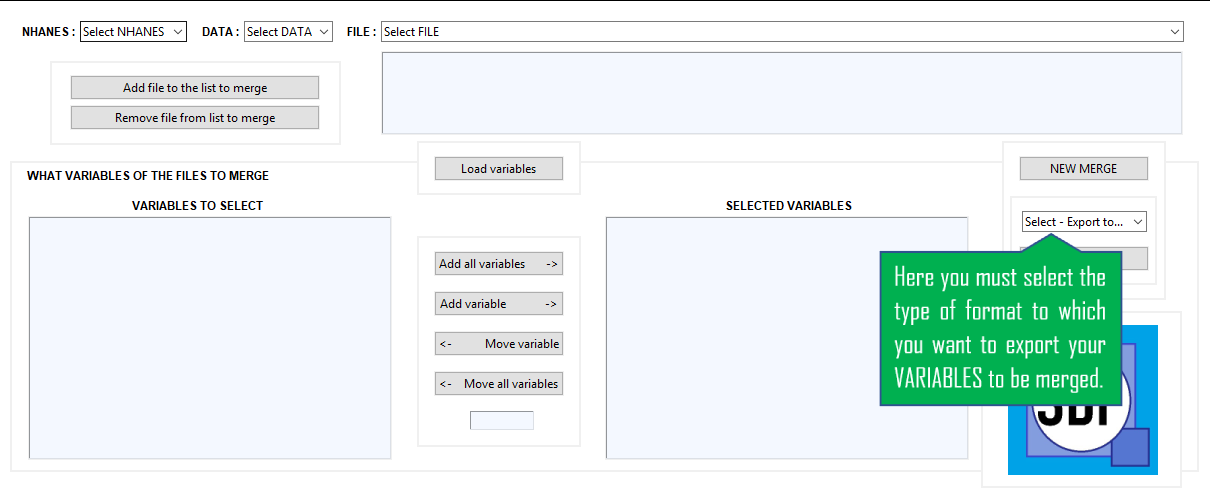 NHANES : Select NHANES DATA : Select DATA FILE : Select FILE
Add file to the list to merge
Remove file from list to merge
Load variables
NEW MERGE
WHAT VARIABLES OF THE FILES TO MERGE
VARIABLES TO SELECT
SELECTED VARIABLES
Select - Export to...
Add all variables ->
Add variable ->
<- Move variable
<- Move all variables
Here you must select the
type of format to which
you want to export your
VARIABLES to be merged.